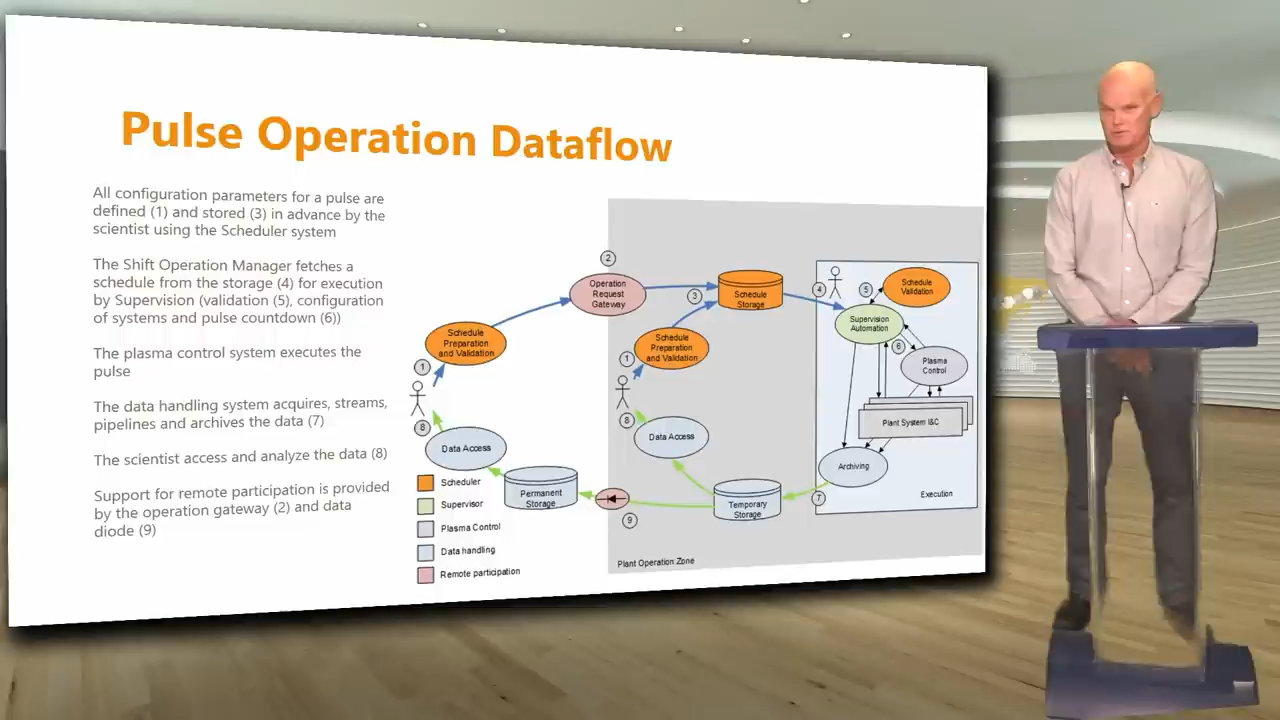 Pulse Operation Dataflow
All configuration parameters for a pulse are
defined (1) and stored (3) in advance by the
scientist using the Scheduler system
The Shift Operation Manager fetches a
schedule from the storage (4) for execution
by Supervision (validation (5), configuration
of systems and pulse countdown (6))
The plasma control system executes the
pulse
The data handling system acquires, streams,
pipelines and archives the data (7)
The scientist access and analyze the data (8)
Support for remote participation is provided
by the operation gateway (2) and data
diode (9)
2
Operation
Request
Gateway
3
Schedule
Storage
4
5
Schedule
Validation
Supervision
Automation
6
Plasma
Control
Plant System I&C
Archiving
Execution
7
1
Schedule
Preparation
and Validation
1
Schedule
Preparation
and Validation
8
Data Access
8
Data Access
Permanent
Storage
9
Temporary
Storage
Plant Operation Zone
Scheduler
Supervisor
Plasma Control
Data handling
Remote participation